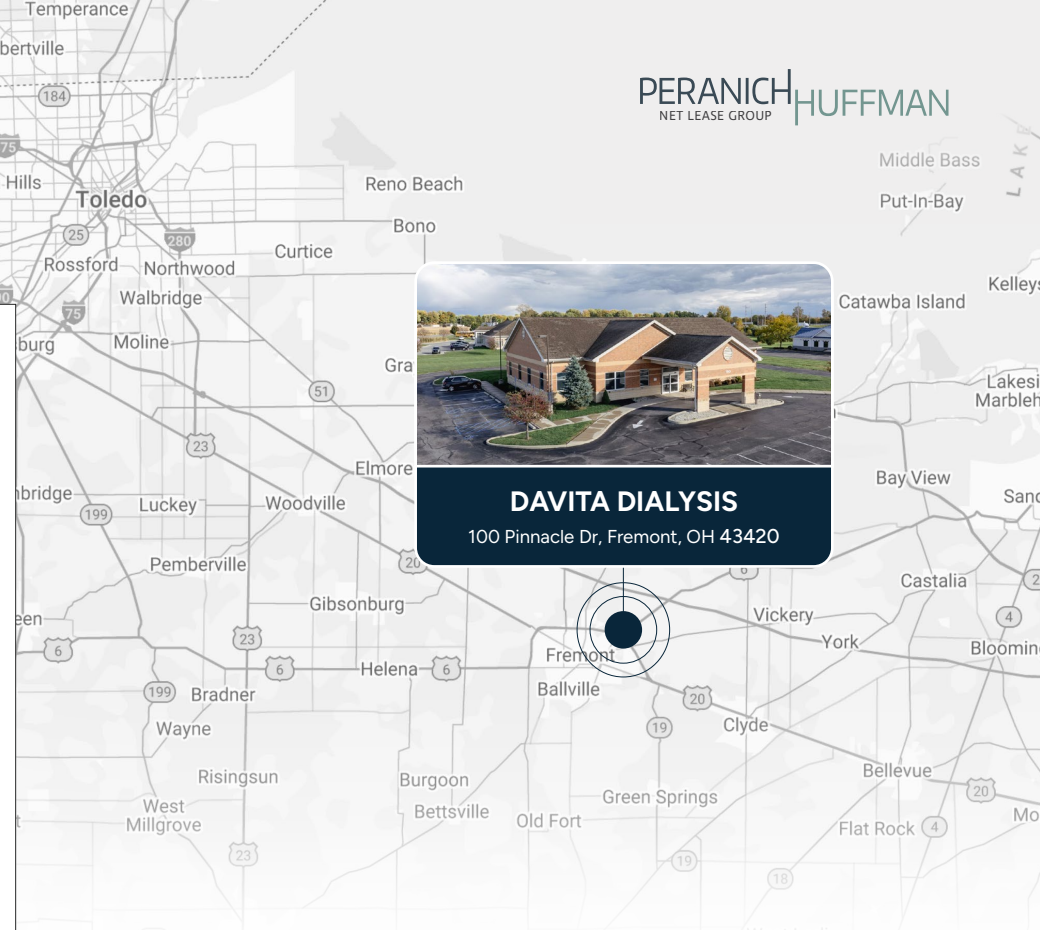 Temperance
bertville
184
PERANICH HUFFMAN
NET LEASE GROUP
75
Middle Bass
LAKE
Hills
Reno Beach
Toledo
Put-In-Bay
Bono
25
280
Curtice
Rossford
Northwood
Kelleys
Walbridge
Catawba Island
75
burg
Moline
Gra
51
Lakesi
Marbleh
23
Elmore
Bay View
nbridge
Luckey
Woodville
Sand
199
DAVITA DIALYSIS
100 Pinnacle Dr, Fremont, OH 43420
Pemberville
20
6
Castalia
2
Gibsonburg
Vickery
4
een
23
York
6
Bloomin
Fremont
6
Helena
6
199
Bradner
Ballville
20
Wayne
19
Clyde
Risingsun
Burgoon
Bellevue
20
West
Millgrove
Bettsville
Green Springs
Old Fort
Flat Rock
4
Mo
t
23
19
18